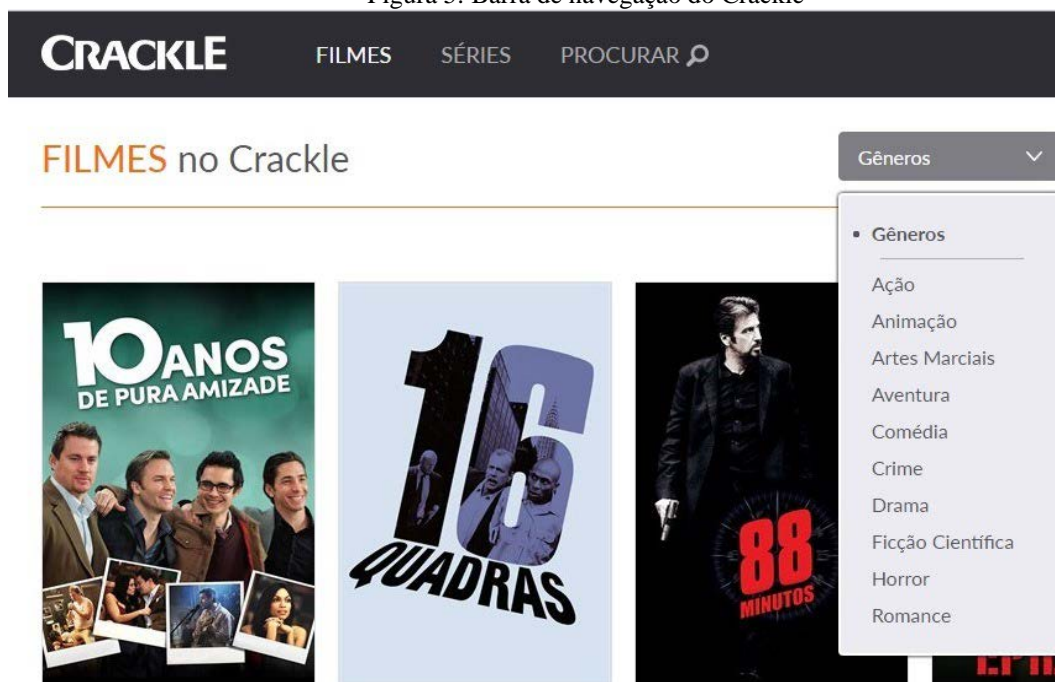 Figura 3: Barra de navegação do Crackle
CRACKLE FILMES SÉRIES PROCURAR
FILMES no Crackle
Gêneros
Gêneros
Ação
Animação
Artes Marciais
Aventura
Comédia
Crime
Drama
Ficção Científica
Horror
Romance
10 ANOS
DE PURA AMIZADE
16
QUADRAS
88
MINUTOS